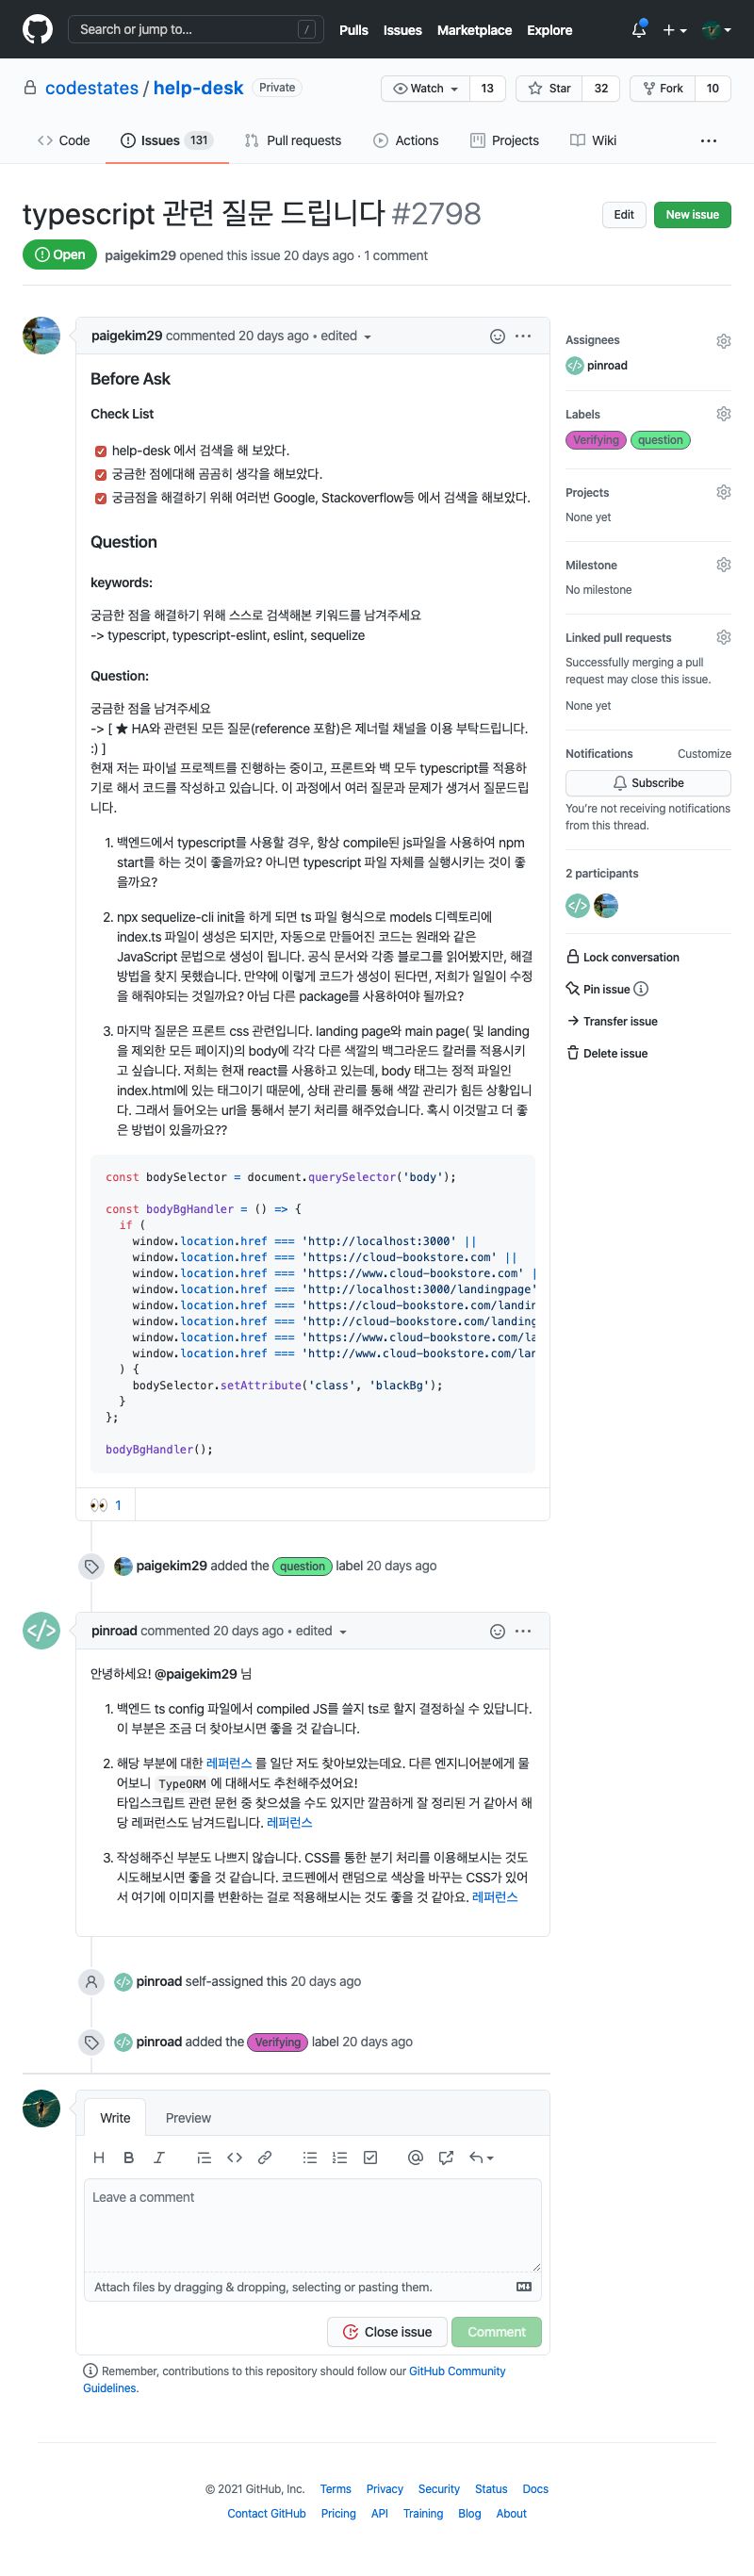 Search or jump to... /
Pulls Issues Marketplace Explore
codestates / help-desk Private
Watch 13 Star 32 Fork 10
Code Issues 131 Pull requests Actions Projects Wiki ...
typescript 관련 질문 드립니다 #2798
Edit New issue
Open paigekim29 opened this issue 20 days ago · 1 comment
paigekim29 commented 20 days ago • edited
Before Ask
Check List
help-desk 에서 검색을 해 보았다.
궁금한 점에대해 곰곰히 생각을 해보았다.
궁금점을 해결하기 위해 여러번 Google, Stackoverflow등 에서 검색을 해보았다.
Question
keywords:
궁금한 점을 해결하기 위해 스스로 검색해본 키워드를 남겨주세요
-> typescript, typescript-eslint, eslint, sequelize
Question:
궁금한 점을 남겨주세요
-> [ ★ HA와 관련된 모든 질문(reference 포함)은 제너럴 채널을 이용 부탁드립니다.
:) ]
현재 저는 파이널 프로젝트를 진행하는 중이고, 프론트와 백 모두 typescript를 적용하
기로 해서 코드를 작성하고 있습니다. 이 과정에서 여러 질문과 문제가 생겨서 질문드립
니다.
1. 백엔드에서 typescript를 사용할 경우, 항상 compile된 js파일을 사용하여 npm
start를 하는 것이 좋을까요? 아니면 typescript 파일 자체를 실행시키는 것이 좋
을까요?
2. npx sequelize-cli init을 하게 되면 ts 파일 형식으로 models 디렉토리에
index.ts 파일이 생성은 되지만, 자동으로 만들어진 코드는 원래와 같은
JavaScript 문법으로 생성이 됩니다. 공식 문서와 각종 블로그를 읽어봤지만, 해결
방법을 찾지 못했습니다. 만약에 이렇게 코드가 생성이 된다면, 저희가 일일이 수정
을 해줘야되는 것일까요? 아님 다른 package를 사용하여야 될까요?
3. 마지막 질문은 프론트 css 관련입니다. landing page와 main page( 및 landing
을 제외한 모든 페이지)의 body에 각각 다른 색깔의 백그라운드 칼러를 적용시키
고 싶습니다. 저희는 현재 react를 사용하고 있는데, body 태그는 정적 파일인
index.html에 있는 태그이기 때문에, 상태 관리를 통해 색깔 관리가 힘든 상황입니
다. 그래서 들어오는 url을 통해서 분기 처리를 해주었습니다. 혹시 이것말고 더 좋
은 방법이 있을까요??
const bodySelector = document.querySelector('body');
const bodyBgHandler = () => {
if (
window.location.href === 'http://localhost:3000' ||
window.location.href === 'https://cloud-bookstore.com' ||
window.location.href === 'https://www.cloud-bookstore.com' |
window.location.href === 'http://localhost:3000/landingpage'
window.location.href === 'https://cloud-bookstore.com/landin
window.location.href === 'http://cloud-bookstore.com/landing
window.location.href === 'https://www.cloud-bookstore.com/la
window.location.href === 'http://www.cloud-bookstore.com/lan
) {
bodySelector.setAttribute('class', 'blackBg');
}
};
bodyBgHandler();
👀 1
paigekim29 added the question label 20 days ago
pinroad commented 20 days ago • edited
안녕하세요! @paigekim29 님
1. 백엔드 ts config 파일에서 compiled JS를 쓸지 ts로 할지 결정하실 수 있답니다.
이 부분은 조금 더 찾아보시면 좋을 것 같습니다.
2. 해당 부분에 대한 레퍼런스 를 일단 저도 찾아보았는데요. 다른 엔지니어분에게 물
어보니 TypeORM 에 대해서도 추천해주셨어요!
타입스크립트 관련 문헌 중 찾으셨을 수도 있지만 깔끔하게 잘 정리된 거 같아서 해
당 레퍼런스도 남겨드립니다. 레퍼런스
3. 작성해주신 부분도 나쁘지 않습니다. CSS를 통한 분기 처리를 이용해보시는 것도
시도해보시면 좋을 것 같습니다. 코드펜에서 랜덤으로 색상을 바꾸는 CSS가 있어
서 여기에 이미지를 변환하는 걸로 적용해보시는 것도 좋을 것 같아요. 레퍼런스
pinroad self-assigned this 20 days ago
pinroad added the Verifying label 20 days ago
Assignees
pinroad
Labels
Verifying question
Projects
None yet
Milestone
No milestone
Linked pull requests
Successfully merging a pull
request may close this issue.
None yet
Notifications Customize
Subscribe
You're not receiving notifications
from this thread.
2 participants
Lock conversation
Pin issue
Transfer issue
Delete issue
Write Preview
Leave a comment
Attach files by dragging & dropping, selecting or pasting them.
Close issue Comment
Remember, contributions to this repository should follow our GitHub Community
Guidelines.
© 2021 GitHub, Inc. Terms Privacy Security Status Docs
Contact GitHub Pricing API Training Blog About